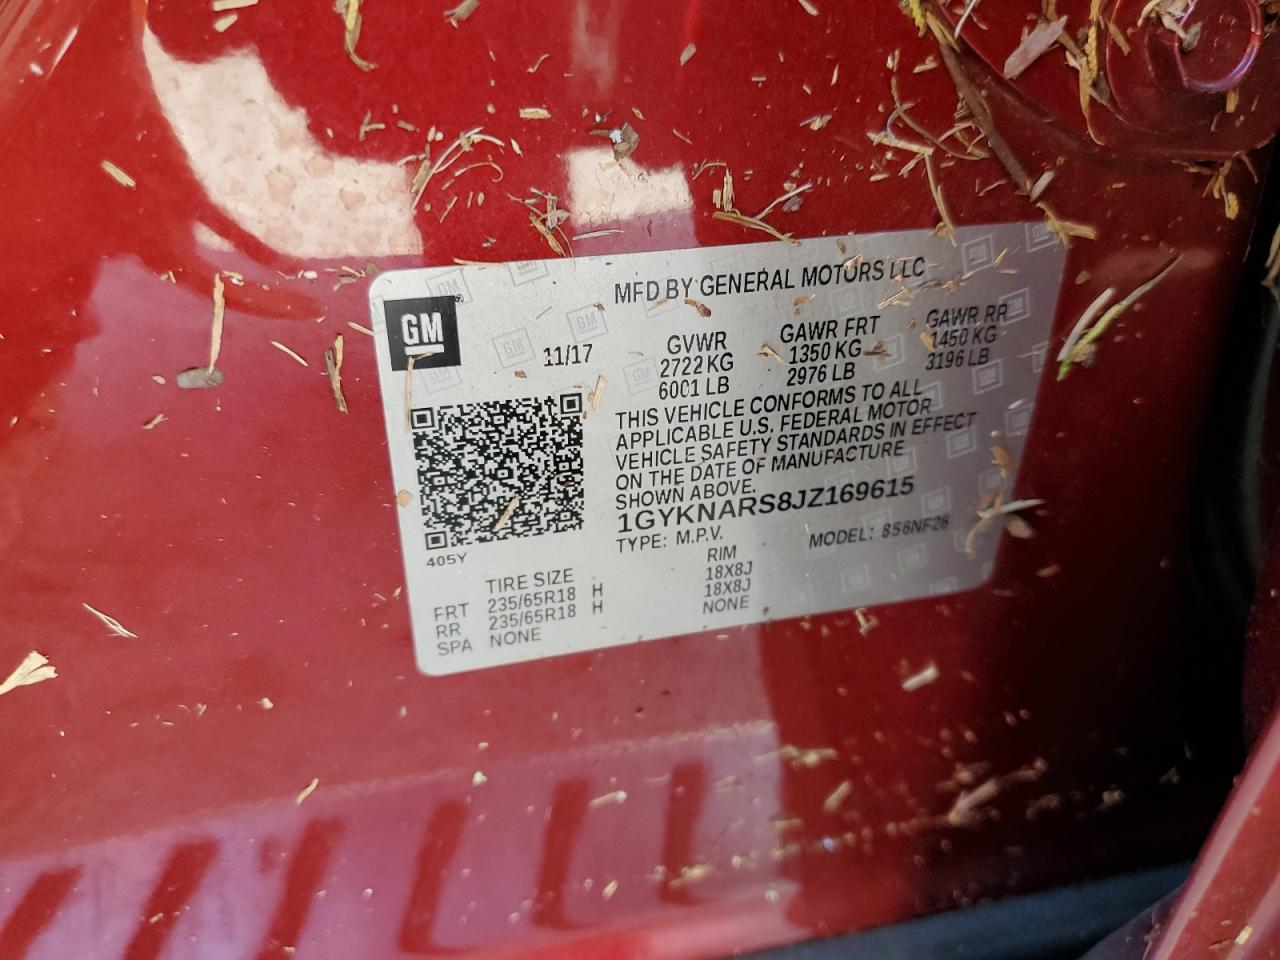 MFD BY GENERAL MOTORS LLC
GM
11/17
GVWR GAWR FRT GAWR RR
2722 KG 1350 KG 1450 KG
6001 LB 2976 LB 3196 LB
THIS VEHICLE CONFORMS TO ALL
APPLICABLE U.S. FEDERAL MOTOR
VEHICLE SAFETY STANDARDS IN EFFECT
ON THE DATE OF MANUFACTURE
SHOWN ABOVE.
1GYKNARS8JZ169615
TYPE: M.P.V. MODEL: 856NF26
405Y
TIRE SIZE RIM
FRT 235/65R18 H 18X8J
RR 235/65R18 H 18X8J
SPA NONE NONE